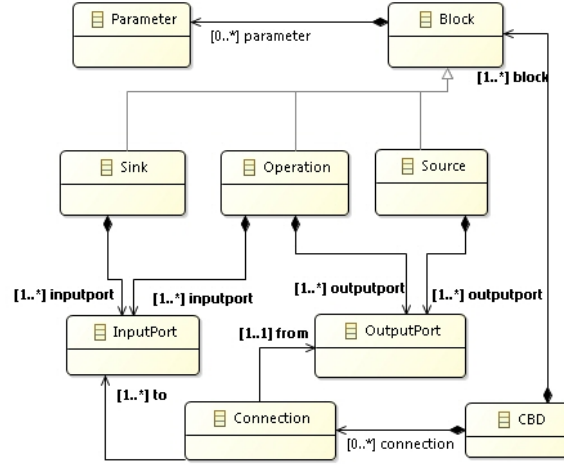 Parameter
Block
[0..*] parameter
[1..*] block
Sink
Operation
Source
[1..*] inputport
[1..*] inputport
[1..*] outputport
[1..*] outputport
InputPort
[1..1] from
OutputPort
[1..*] to
Connection
CBD
[0..*] connection